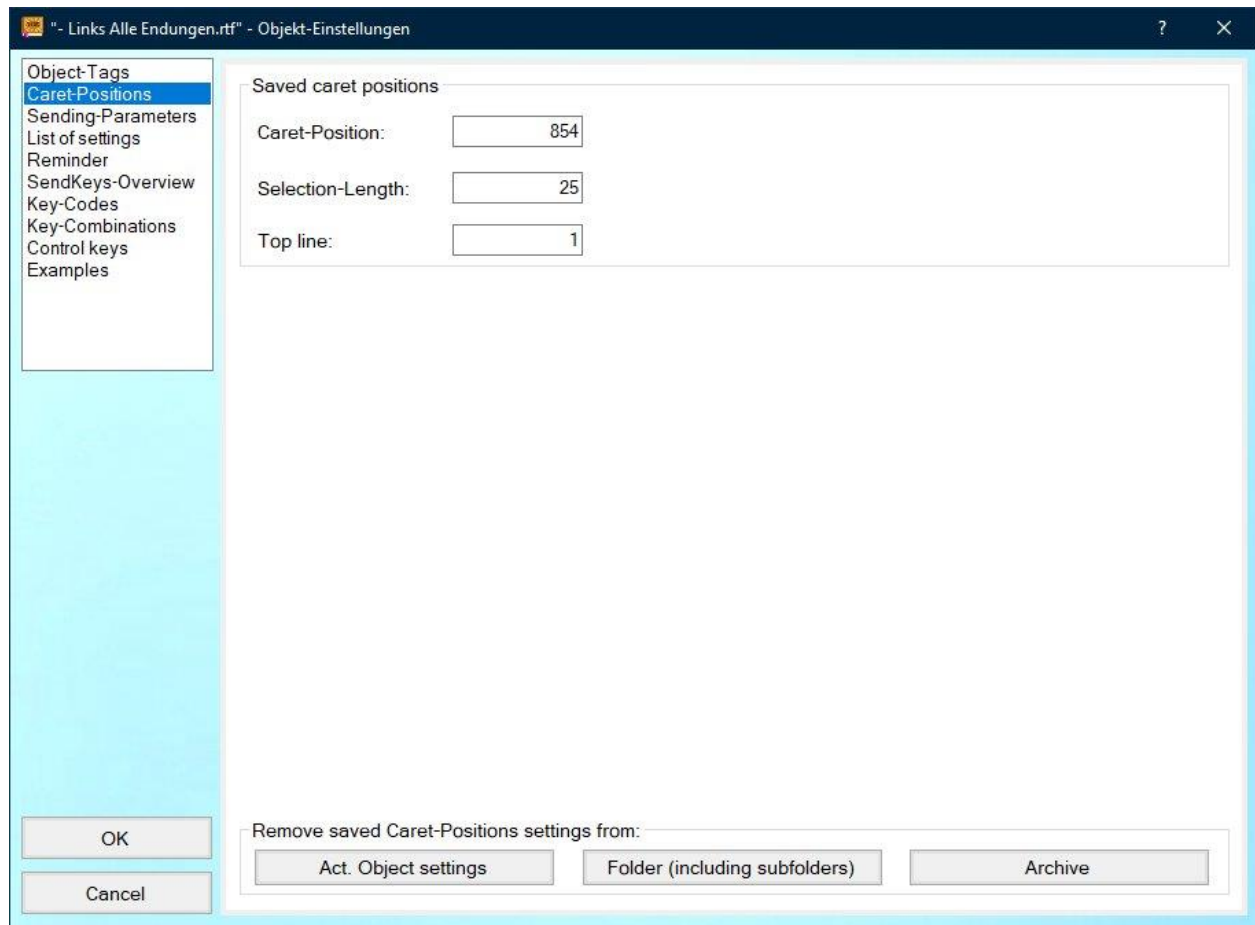 "- Links Alle Endungen.rtf" - Objekt-Einstellungen
?
Object-Tags
Caret-Positions
Sending-Parameters
List of settings
Reminder
SendKeys-Overview
Key-Codes
Key-Combinations
Control keys
Examples
Saved caret positions
Caret-Position: 854
Selection-Length: 25
Top line: 1
OK
Cancel
Remove saved Caret-Positions settings from:
Act. Object settings Folder (including subfolders) Archive